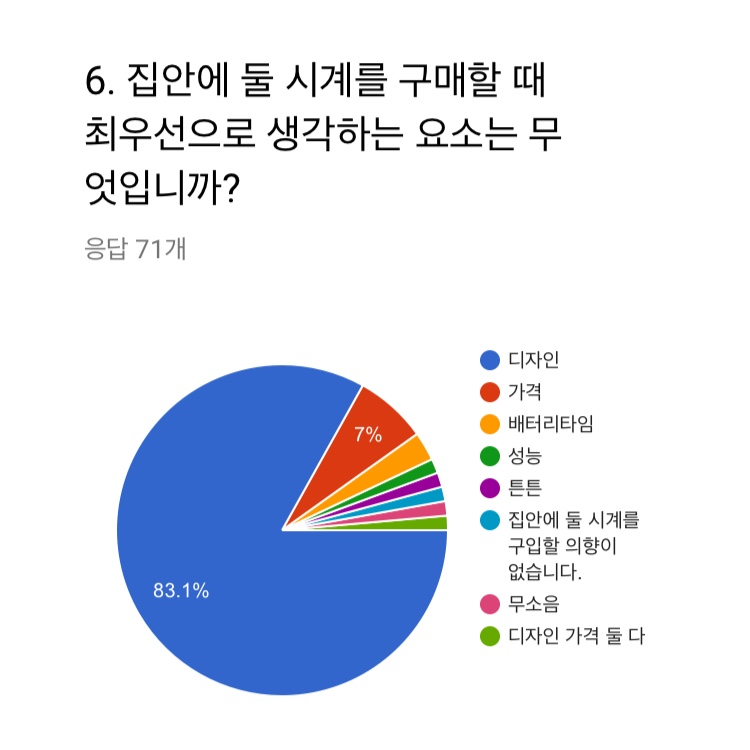 6. 집안에 둘 시계를 구매할 때
최우선으로 생각하는 요소는 무
엇입니까?
응답 71개
디자인
가격
배터리타임
성능
튼튼
집안에 둘 시계를
구입할 의향이
없습니다.
무소음
디자인 가격 둘 다
7%
83.1%